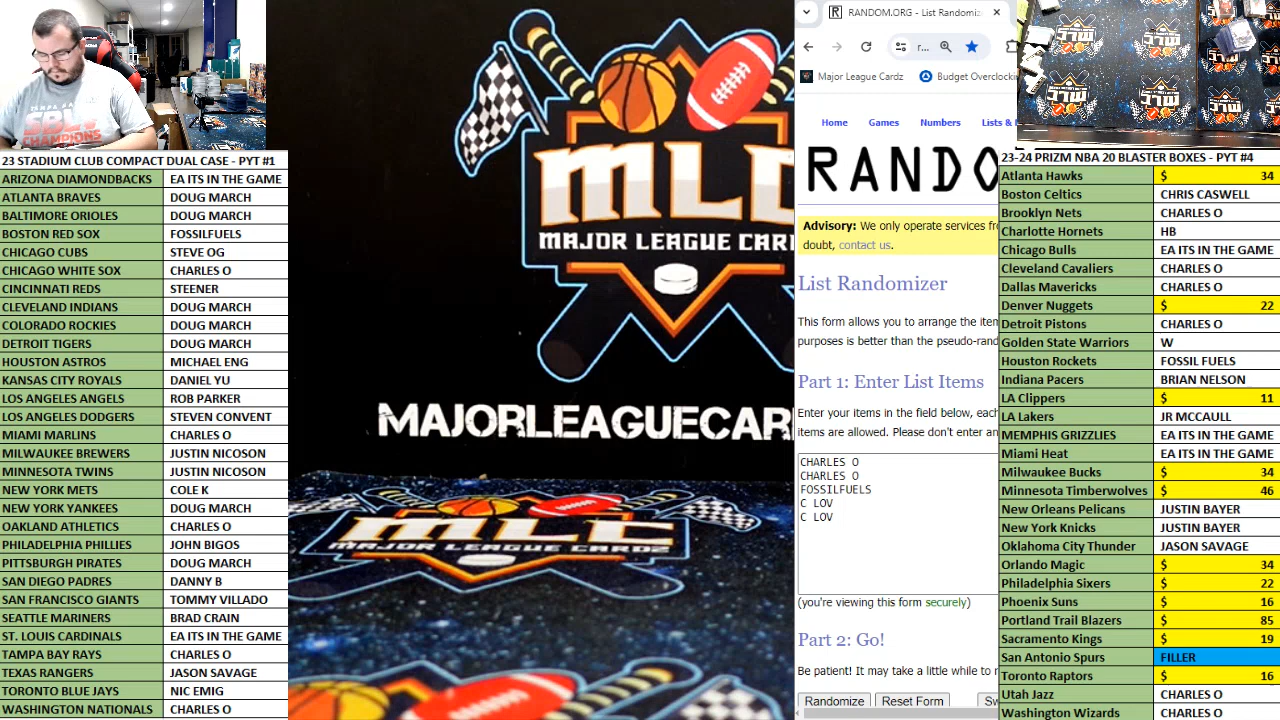 TAMPA BAY
SBLV
CHAMPIONS
23 STADIUM CLUB COMPACT DUAL CASE - PYT #1
ARIZONA DIAMONDBACKS EA ITS IN THE GAME
ATLANTA BRAVES DOUG MARCH
BALTIMORE ORIOLES DOUG MARCH
BOSTON RED SOX FOSSILFUELS
CHICAGO CUBS STEVE OG
CHICAGO WHITE SOX CHARLES O
CINCINNATI REDS STEENER
CLEVELAND INDIANS DOUG MARCH
COLORADO ROCKIES DOUG MARCH
DETROIT TIGERS DOUG MARCH
HOUSTON ASTROS MICHAEL ENG
KANSAS CITY ROYALS DANIEL YU
LOS ANGELES ANGELS ROB PARKER
LOS ANGELES DODGERS STEVEN CONVENT
MIAMI MARLINS CHARLES O
MILWAUKEE BREWERS JUSTIN NICOSON
MINNESOTA TWINS JUSTIN NICOSON
NEW YORK METS COLE K
NEW YORK YANKEES DOUG MARCH
OAKLAND ATHLETICS CHARLES O
PHILADELPHIA PHILLIES JOHN BIGOS
PITTSBURGH PIRATES DOUG MARCH
SAN DIEGO PADRES DANNY B
SAN FRANCISCO GIANTS TOMMY VILLADO
SEATTLE MARINERS BRAD CRAIN
ST. LOUIS CARDINALS EA ITS IN THE GAME
TAMPA BAY RAYS CHARLES O
TEXAS RANGERS JASON SAVAGE
TORONTO BLUE JAYS NIC EMIG
WASHINGTON NATIONALS CHARLES O
MLC
MAJOR LEAGUE CAR
MAJORLEAGUECAR
MLC
MAJOR LEAGUE CARDZ
RANDOM.ORG - List Randomiz
r...
Major League Cardz Budget Overclocking
Home Games Numbers Lists &
RANDO
Advisory: We only operate services fro
doubt, contact us.
List Randomizer
This form allows you to arrange the item
purposes is better than the pseudo-rand
Part 1: Enter List Items
Enter your items in the field below, each
items are allowed. Please don't enter an
CHARLES O
CHARLES O
FOSSILFUELS
C LOV
C LOV
(you're viewing this form securely)
Part 2: Go!
Be patient! It may take a little while to r
Randomize Reset Form Sw
23-24 PRIZM NBA 20 BLASTER BOXES - PYT #4
Atlanta Hawks $ 34
Boston Celtics CHRIS CASWELL
Brooklyn Nets CHARLES O
Charlotte Hornets HB
Chicago Bulls EA ITS IN THE GAME
Cleveland Cavaliers CHARLES O
Dallas Mavericks CHARLES O
Denver Nuggets $ 22
Detroit Pistons CHARLES O
Golden State Warriors W
Houston Rockets FOSSIL FUELS
Indiana Pacers BRIAN NELSON
LA Clippers $ 11
LA Lakers JR MCCAULL
MEMPHIS GRIZZLIES EA ITS IN THE GAME
Miami Heat EA ITS IN THE GAME
Milwaukee Bucks $ 34
Minnesota Timberwolves $ 46
New Orleans Pelicans JUSTIN BAYER
New York Knicks JUSTIN BAYER
Oklahoma City Thunder JASON SAVAGE
Orlando Magic $ 34
Philadelphia Sixers $ 22
Phoenix Suns $ 16
Portland Trail Blazers $ 85
Sacramento Kings $ 19
San Antonio Spurs FILLER
Toronto Raptors $ 16
Utah Jazz CHARLES O
Washington Wizards CHARLES O